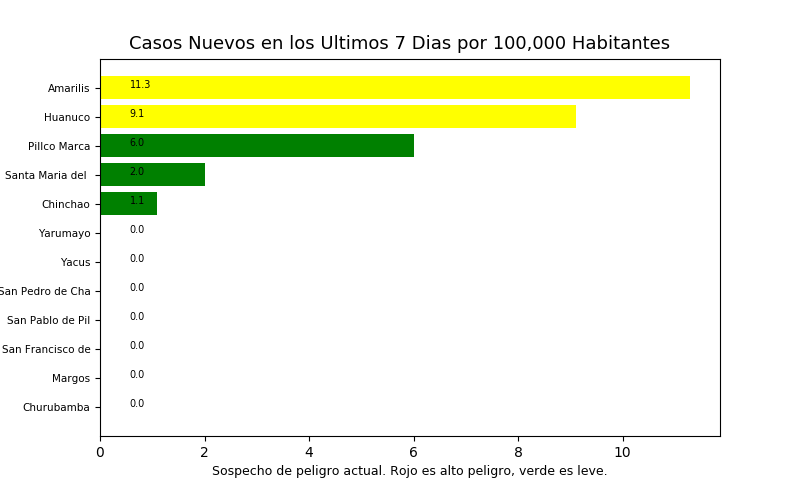 Casos Nuevos en los Ultimos 7 Dias por 100,000 Habitantes
Amarilis 11.3
Huanuco 9.1
Pillco Marca 6.0
Santa Maria del 2.0
Chinchao 1.1
Yarumayo 0.0
Yacus 0.0
San Pedro de Cha 0.0
San Pablo de Pil 0.0
San Francisco de 0.0
Margos 0.0
Churubamba 0.0
0 2 4 6 8 10
Sospecho de peligro actual. Rojo es alto peligro, verde es leve.